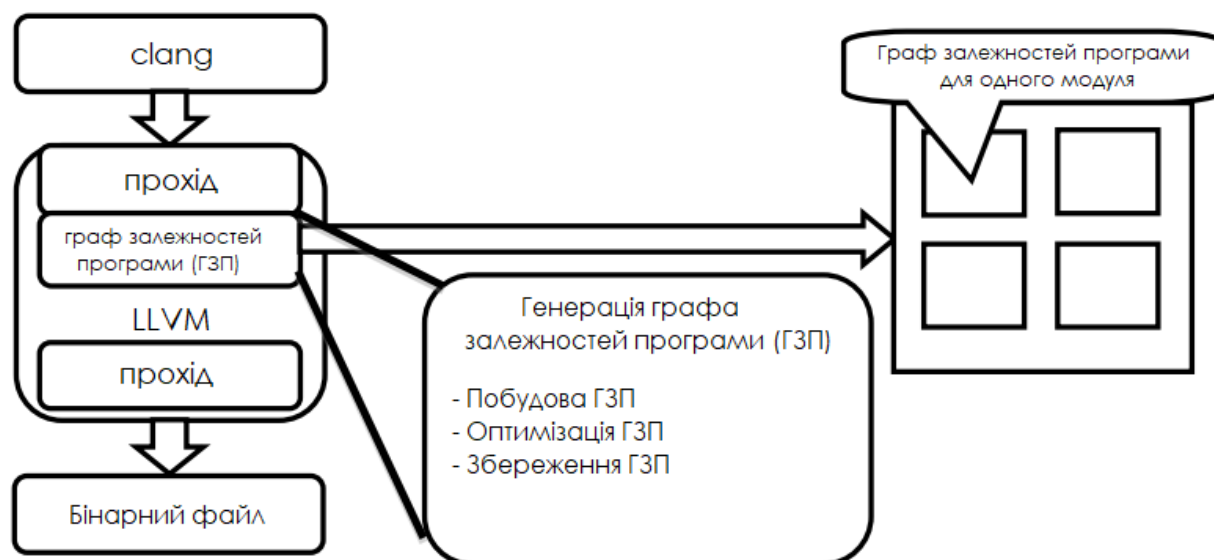 clang
прохід
граф залежностей
програми (ГЗП)
LLVM
прохід
Бінарний файл
Генерація графа
залежностей програми (ГЗП)
- Побудова ГЗП
- Оптимізація ГЗП
- Збереження ГЗП
Граф залежностей програми
для одного модуля